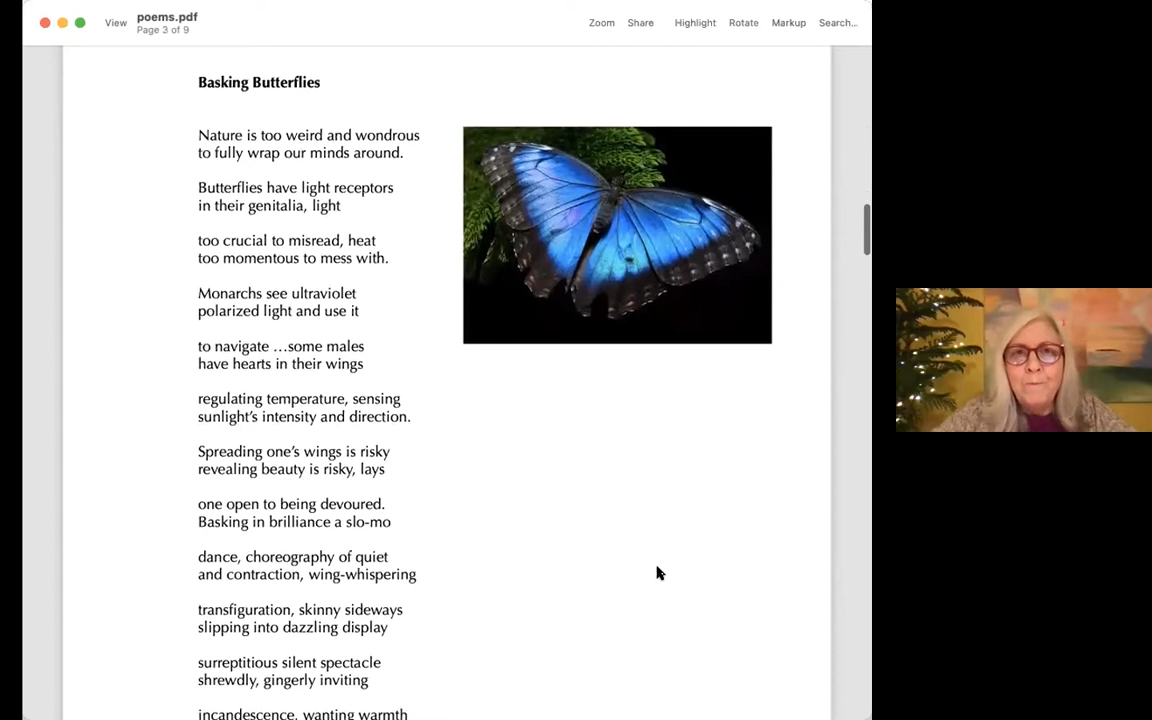 View
poems.pdf
Page 3 of 9
Zoom
Share
Highlight
Rotate
Markup
Search...
Basking Butterflies
Nature is too weird and wondrous
to fully wrap our minds around.
Butterflies have light receptors
in their genitalia, light
too crucial to misread, heat
too momentous to mess with.
Monarchs see ultraviolet
polarized light and use it
to navigate …some males
have hearts in their wings
regulating temperature, sensing
sunlight's intensity and direction.
Spreading one's wings is risky
revealing beauty is risky, lays
one open to being devoured.
Basking in brilliance a slo-mo
dance, choreography of quiet
and contraction, wing-whispering
transfiguration, skinny sideways
slipping into dazzling display
surreptitious silent spectacle
shrewdly, gingerly inviting
incandescence, wanting warmth